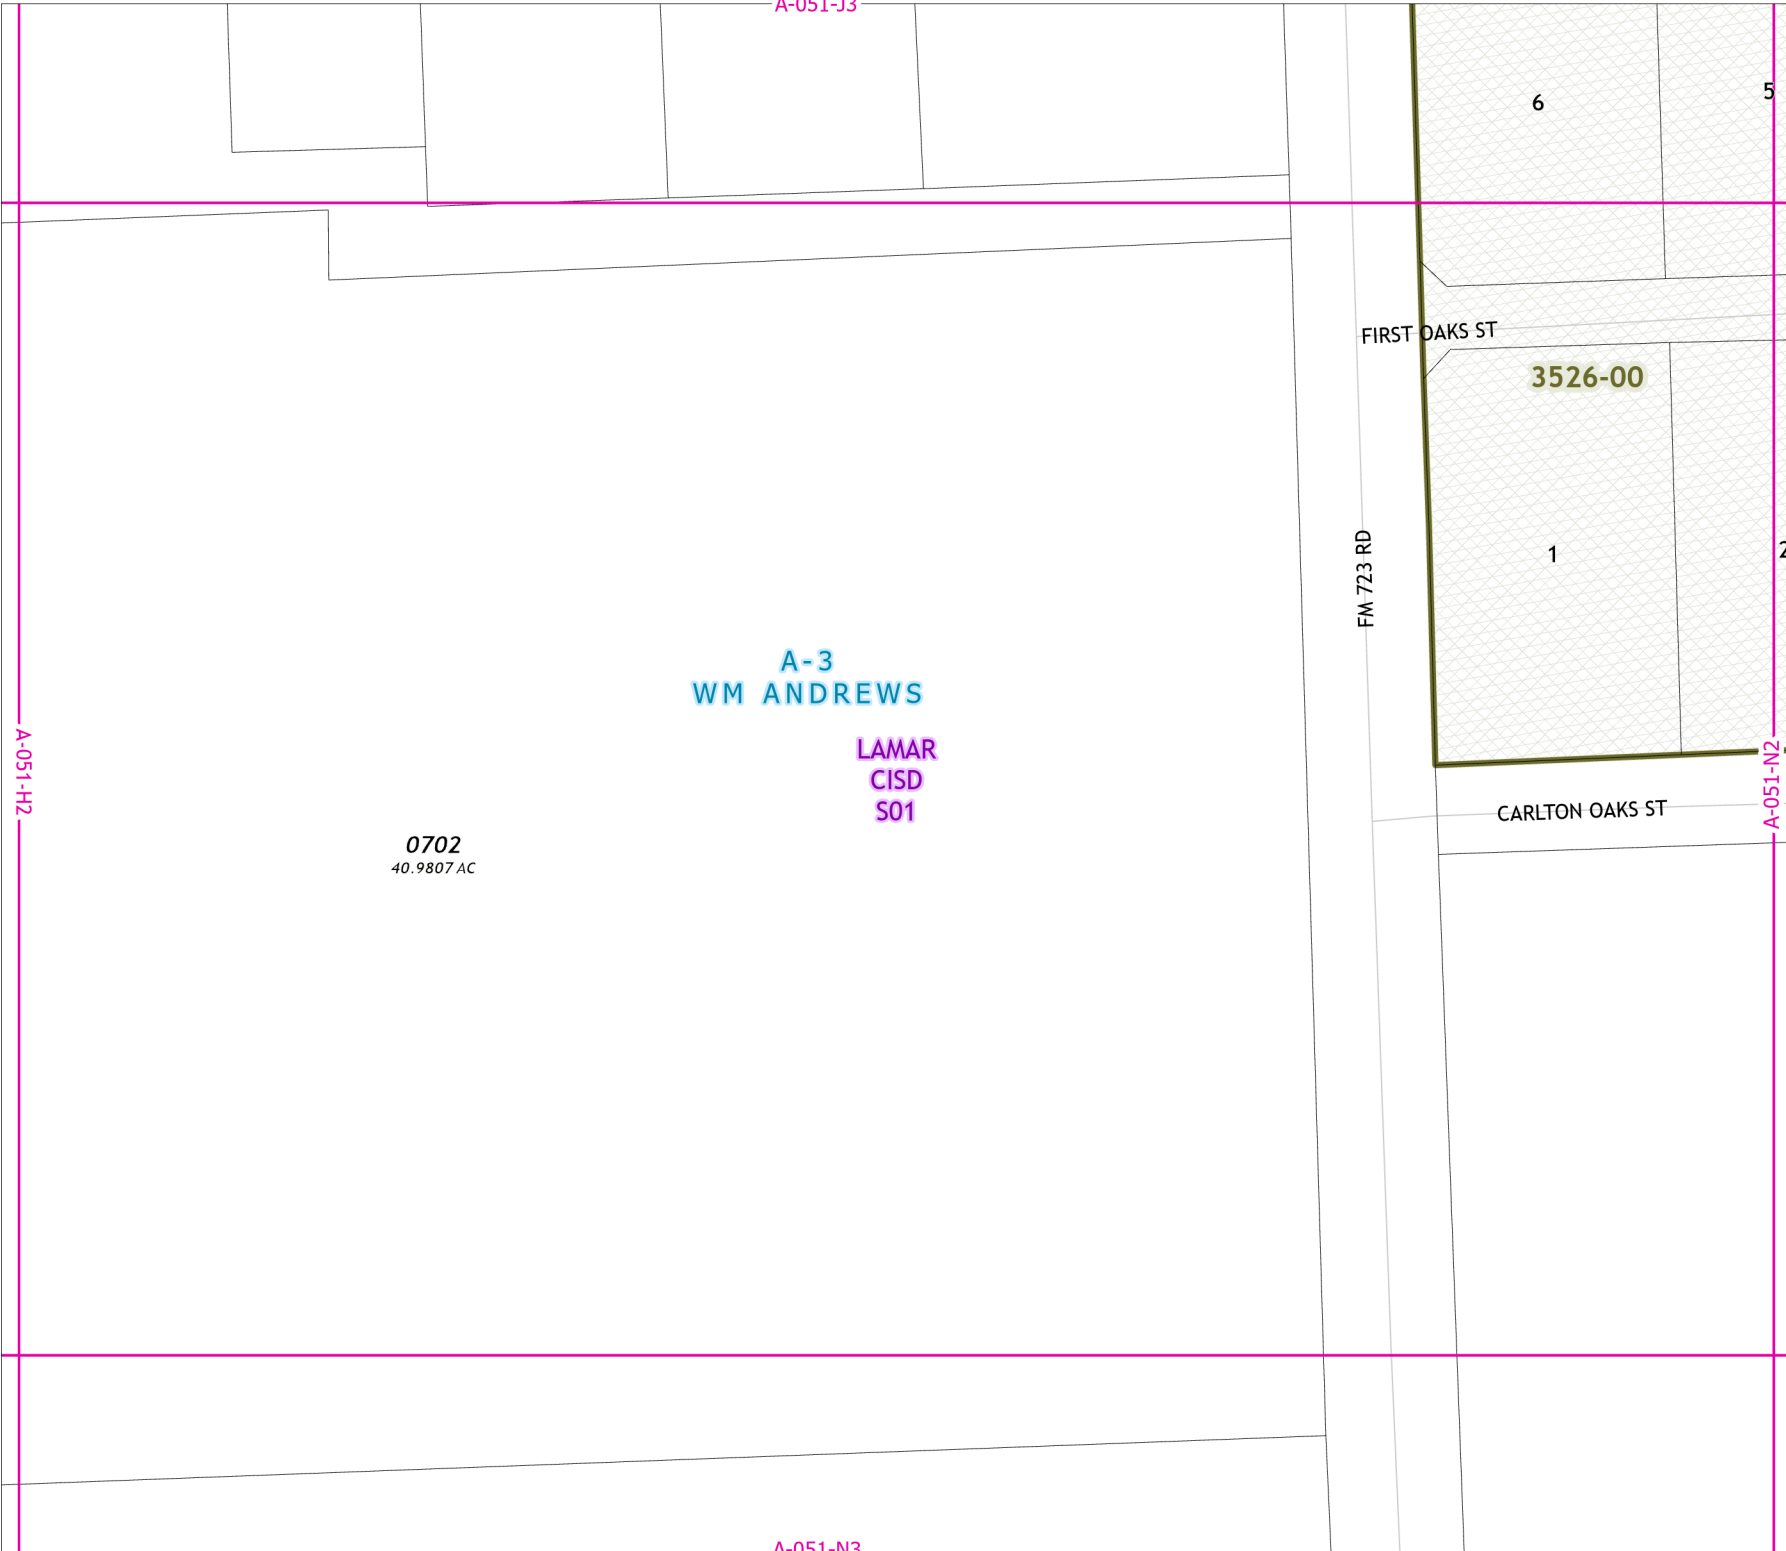 A-051-J3
6
5
FIRST OAKS ST
3526-00
FM 723 RD
1
2
A-3
WM ANDREWS
LAMAR
CISD
S01
A-051-H2
A-051-N2
CARLTON OAKS ST
0702
40.9807 AC
A-051-N3